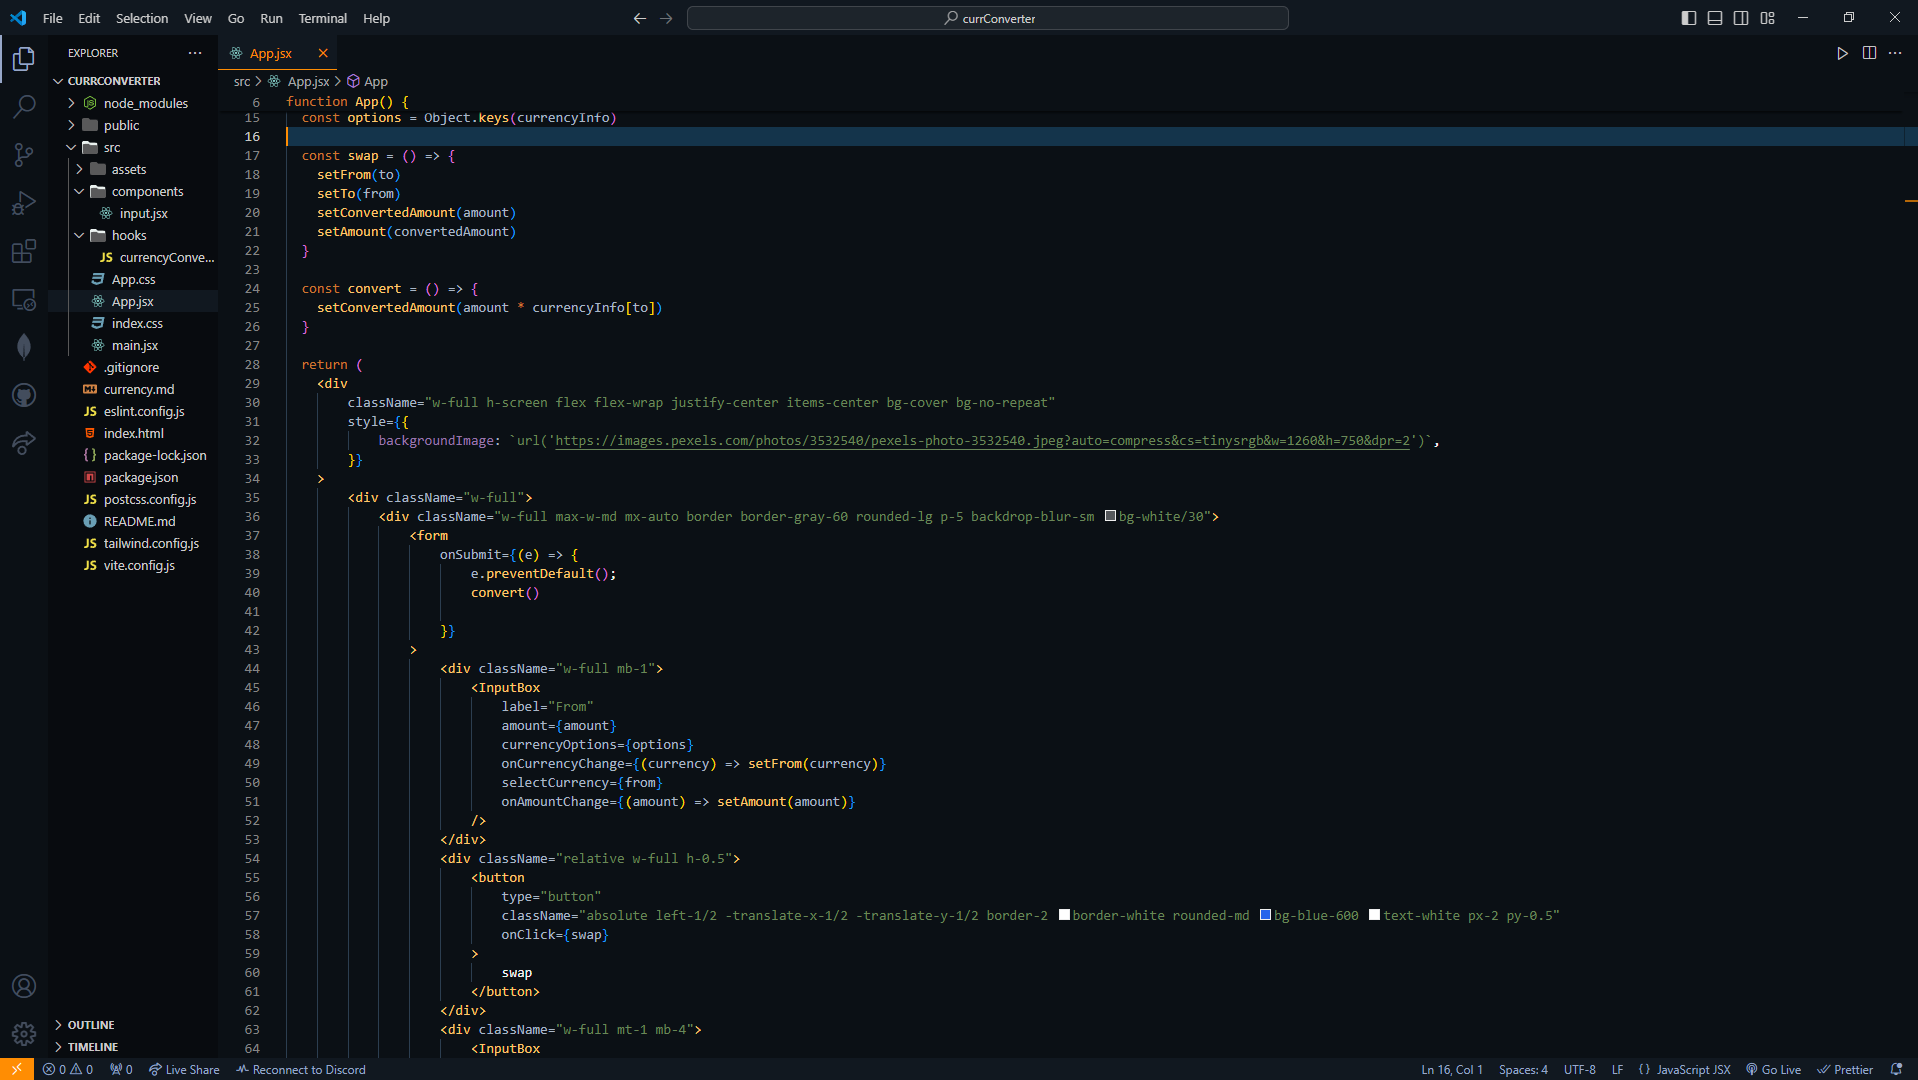 File Edit Selection View Go Run Terminal Help
currConverter
EXPLORER
CURRCONVERTER
node_modules
public
src
assets
components
input.jsx
hooks
JS currencyConve...
App.css
App.jsx
index.css
main.jsx
.gitignore
currency.md
JS eslint.config.js
index.html
{ } package-lock.json
package.json
JS postcss.config.js
README.md
JS tailwind.config.js
JS vite.config.js
OUTLINE
TIMELINE
App.jsx
src > App.jsx > App
6 function App() {
15 const options = Object.keys(currencyInfo)
16
17 const swap = () => {
18 setFrom(to)
19 setTo(from)
20 setConvertedAmount(amount)
21 setAmount(convertedAmount)
22 }
23
24 const convert = () => {
25 setConvertedAmount(amount * currencyInfo[to])
26 }
27
28 return (
29 <div
30 className="w-full h-screen flex flex-wrap justify-center items-center bg-cover bg-no-repeat"
31 style={{
32 backgroundImage: `url('https://images.pexels.com/photos/3532540/pexels-photo-3532540.jpeg?auto=compress&cs=tinysrgb&w=1260&h=750&dpr=2')`,
33 }}
34 >
35 <div className="w-full">
36 <div className="w-full max-w-md mx-auto border border-gray-60 rounded-lg p-5 backdrop-blur-sm bg-white/30">
37 <form
38 onSubmit={(e) => {
39 e.preventDefault();
40 convert()
41
42 }}
43 >
44 <div className="w-full mb-1">
45 <InputBox
46 label="From"
47 amount={amount}
48 currencyOptions={options}
49 onCurrencyChange={(currency) => setFrom(currency)}
50 selectCurrency={from}
51 onAmountChange={(amount) => setAmount(amount)}
52 />
53 </div>
54 <div className="relative w-full h-0.5">
55 <button
56 type="button"
57 className="absolute left-1/2 -translate-x-1/2 -translate-y-1/2 border-2 border-white rounded-md bg-blue-600 text-white px-2 py-0.5"
58 onClick={swap}
59 >
60 swap
61 </button>
62 </div>
63 <div className="w-full mt-1 mb-4">
64 <InputBox
0 0 0 Live Share Reconnect to Discord
Ln 16, Col 1 Spaces: 4 UTF-8 LF { } JavaScript JSX Go Live Prettier